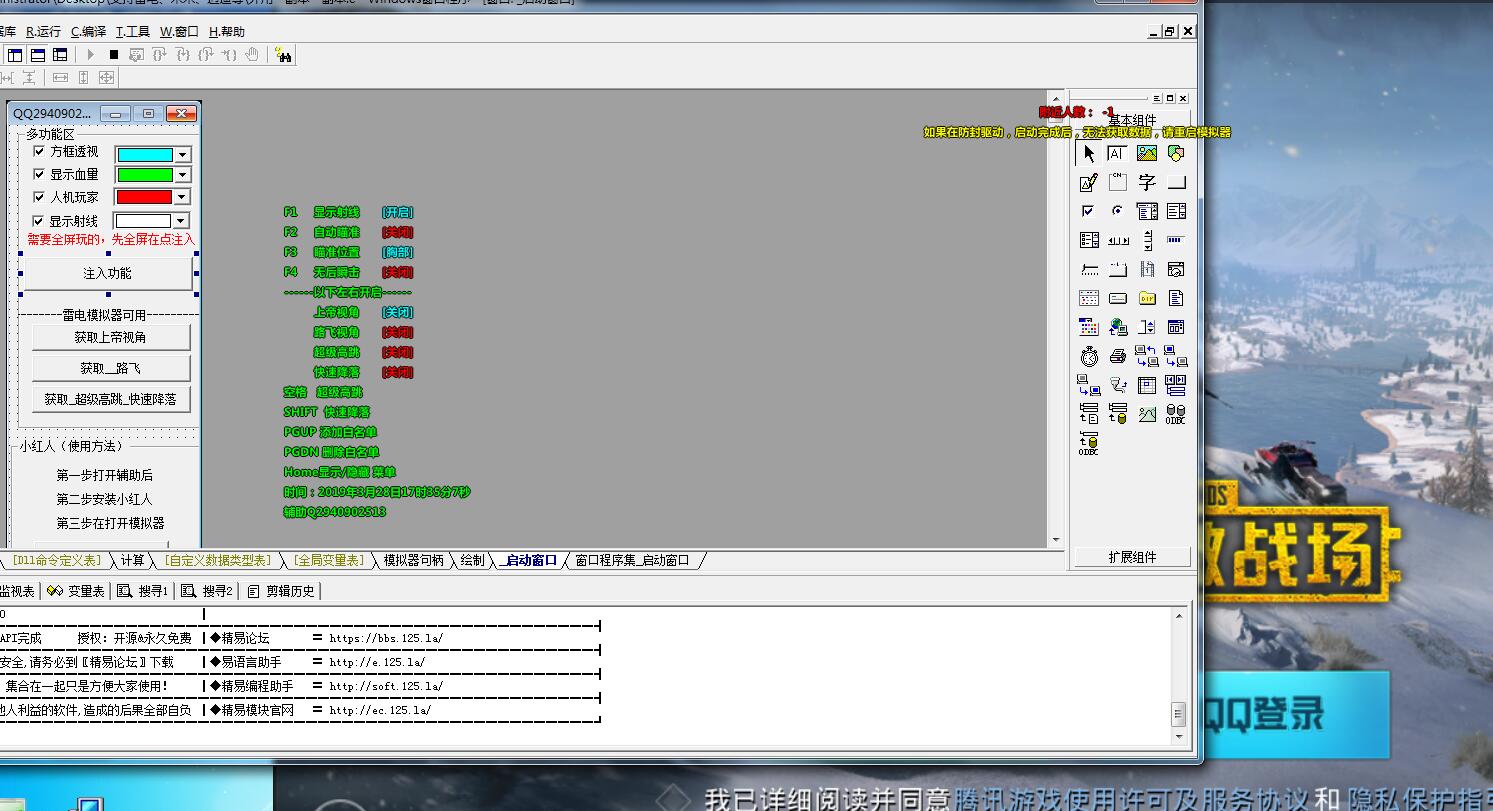 R.运行 C.编译 T.工具 W.窗口 H.帮助
QQ2940902...
多功能区
方框透视
显示血量
人机玩家
显示射线
需要全屏玩的，先全屏在点注入
注入功能
雷电模拟器可用
获取上帝视角
获取__路飞
获取_超级高跳_快速降落
小红人（使用方法）
第一步打开辅助后
第二步安装小红人
第三步在打开模拟器
F1 显示射线 [开启]
F2 自动瞄准 [关闭]
F3 瞄准位置 [胸部]
F4 无后瞬击 [关闭]
------以下左右开启------
上帝视角 [关闭]
路飞视角 [关闭]
超级高跳 [关闭]
快速降落 [关闭]
空格 超级高跳
SHIFT 快速降落
PGUP 添加白名单
PGDN 删除白名单
Home显示/隐藏 菜单
时间：2019年3月28日17时35分7秒
辅助Q2940902513
附近人数： -1
基本组件
如果在防封驱动，启动完成后，无法获取数据，请重启模拟器
扩展组件
[Dll命令定义表] 计算 [自定义数据类型表] [全局变量表] 模拟器句柄 绘制 _启动窗口 窗口程序集_启动窗口
监视表 变量表 搜寻1 搜寻2 剪辑历史
API完成 授权：开源&永久免费 ┃◆精易论坛 ＝ https://bbs.125.la/
安全,请务必到〖精易论坛〗下载 ┃◆易语言助手 ＝ http://e.125.la/
集合在一起只是方便大家使用！ ┃◆精易编程助手 ＝ http://soft.125.la/
他人利益的软件,造成的后果全部自负 ┃◆精易模块官网 ＝ http://ec.125.la/
战场
QQ登录
我已详细阅读并同意腾讯游戏使用许可及服务协议 和 隐私保护指